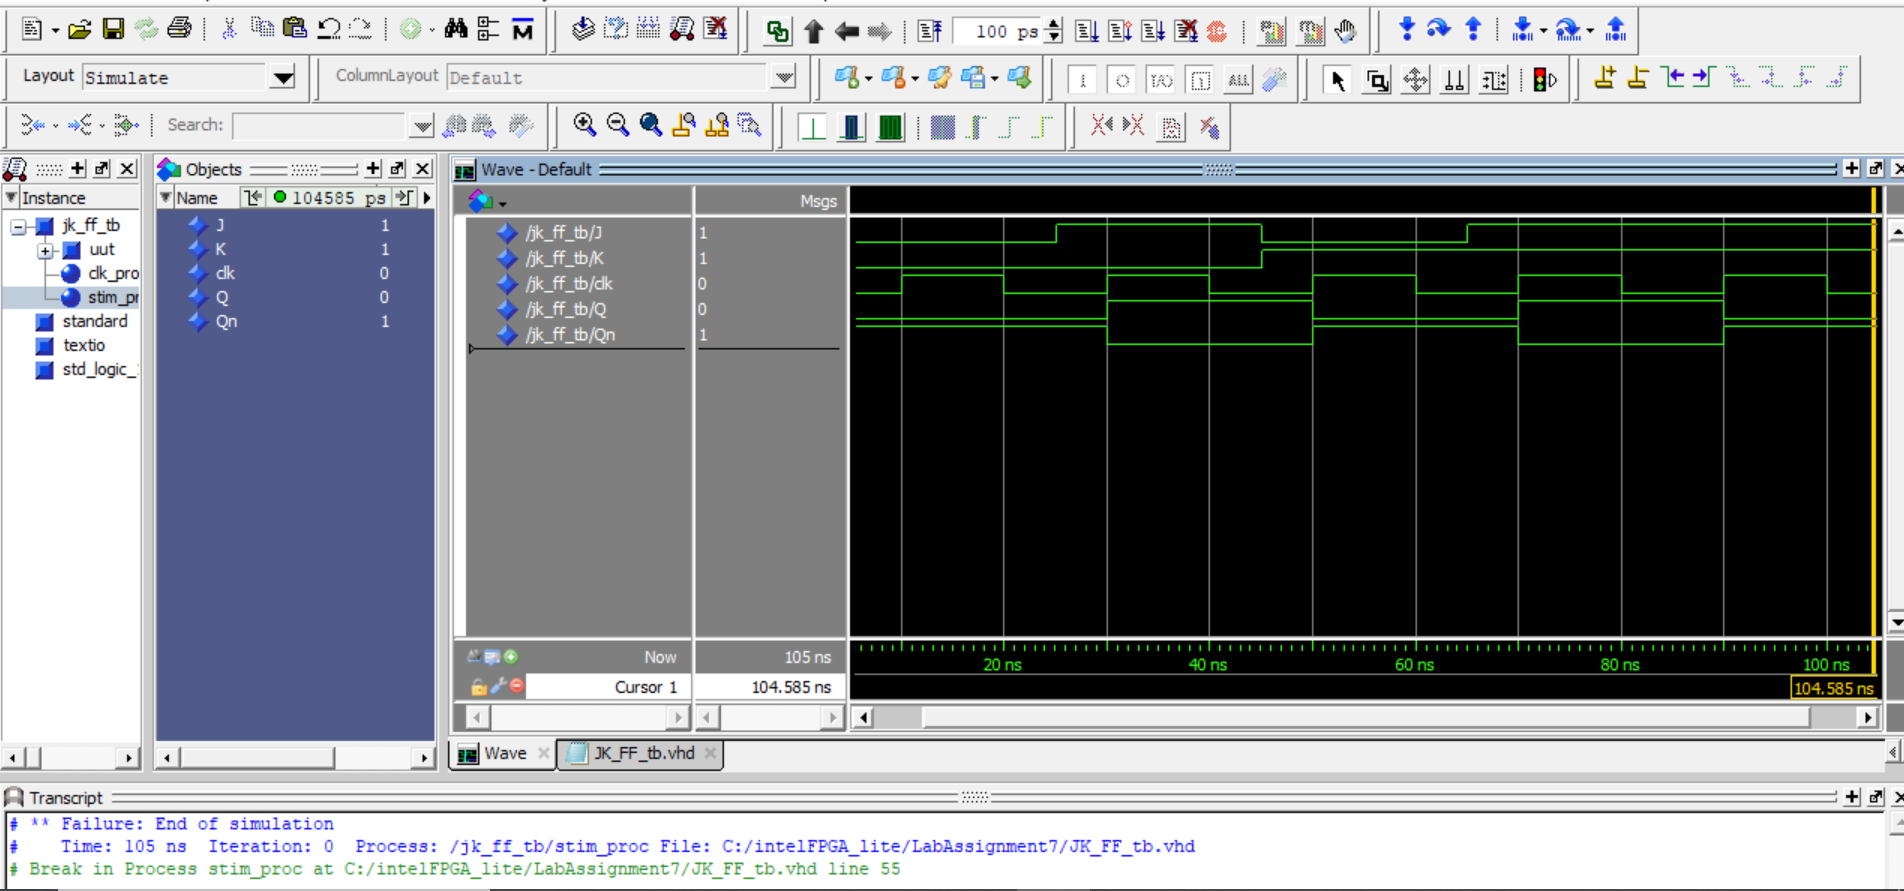 100 ps
Layout Simulate
ColumnLayout Default
ALL
Search:
Instance
jk_ff_tb
uut
clk_pro
stim_pr
standard
textio
std_logic_
Objects
Name 104585 ps
J 1
K 1
clk 0
Q 0
Qn 1
Wave - Default
Msgs
/jk_ff_tb/J 1
/jk_ff_tb/K 1
/jk_ff_tb/clk 0
/jk_ff_tb/Q 0
/jk_ff_tb/Qn 1
Now 105 ns
20 ns 40 ns 60 ns 80 ns 100 ns
Cursor 1 104.585 ns
104.585 ns
Wave JK_FF_tb.vhd
Transcript
# ** Failure: End of simulation
# Time: 105 ns Iteration: 0 Process: /jk_ff_tb/stim_proc File: C:/intelFPGA_lite/LabAssignment7/JK_FF_tb.vhd
# Break in Process stim_proc at C:/intelFPGA_lite/LabAssignment7/JK_FF_tb.vhd line 55